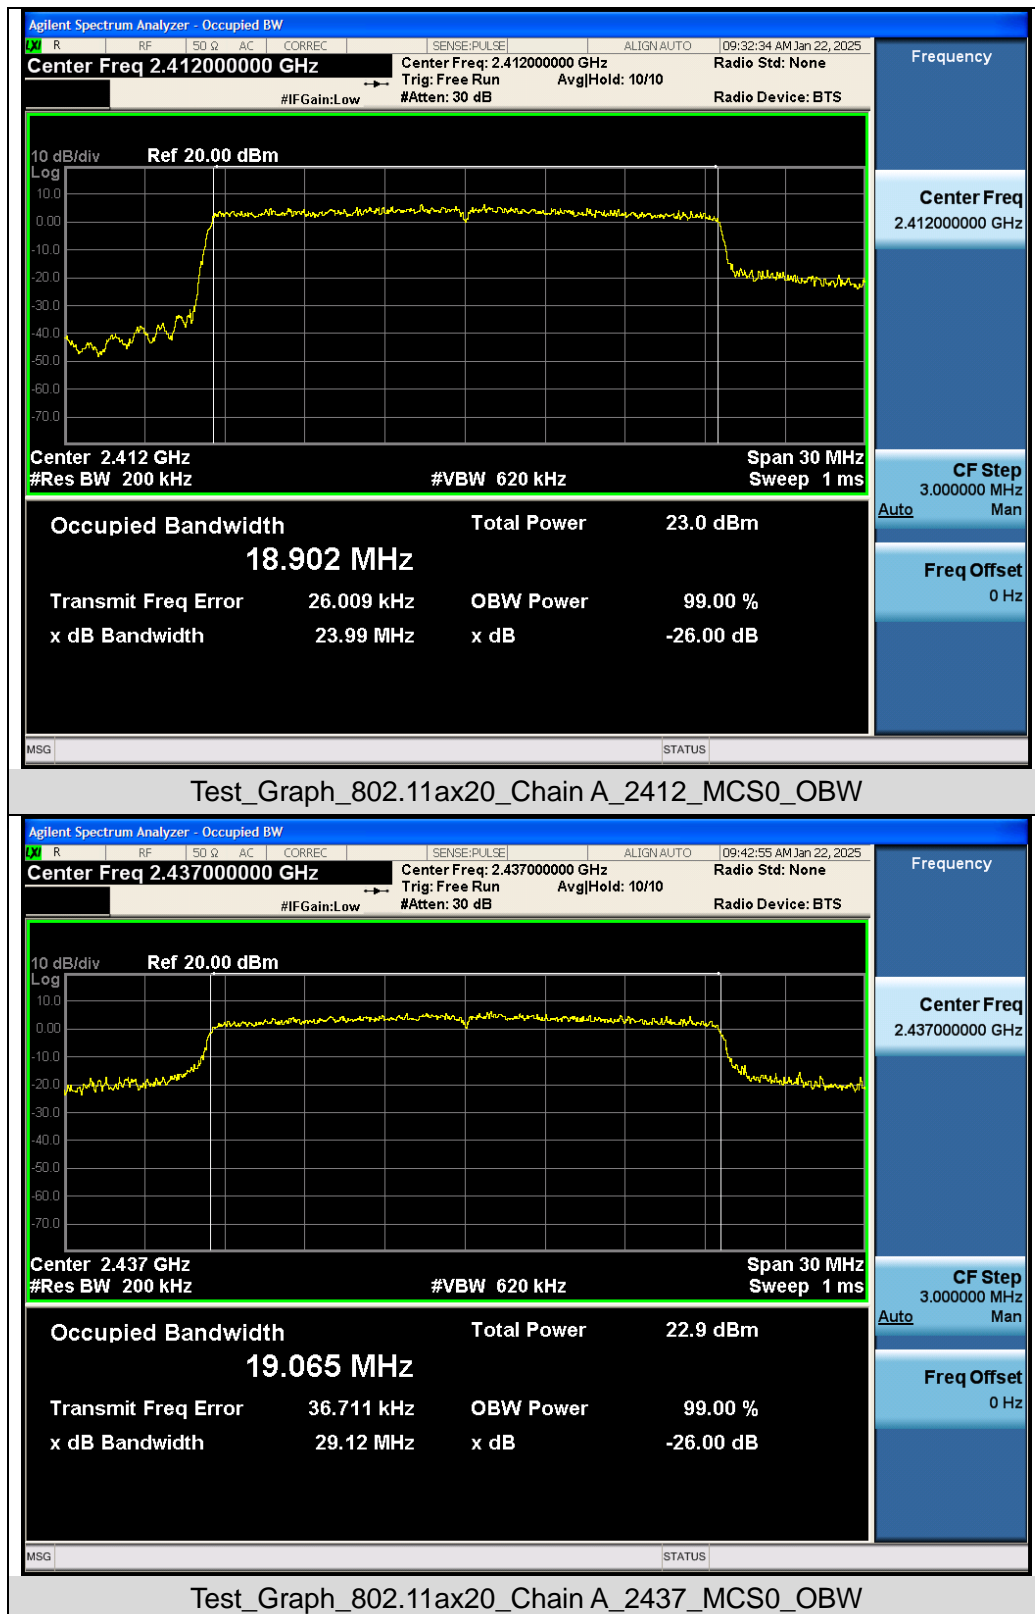 Agilent Spectrum Analyzer - Occupied BW
LXI R RF 50 Ω AC CORREC SENSE:PULSE ALIGN AUTO 09:32:34 AM Jan 22, 2025
Center Freq 2.412000000 GHz
Center Freq: 2.412000000 GHz
Radio Std: None
Trig: Free Run Avg|Hold: 10/10
#IFGain:Low
#Atten: 30 dB
Radio Device: BTS
Frequency
10 dB/div Ref 20.00 dBm
Log
10.0
0.00
-10.0
-20.0
-30.0
-40.0
-50.0
-60.0
-70.0
Center 2.412 GHz Span 30 MHz
#Res BW 200 kHz #VBW 620 kHz Sweep 1 ms
Center Freq
2.412000000 GHz
CF Step
3.000000 MHz
Auto Man
Freq Offset
0 Hz
Occupied Bandwidth Total Power 23.0 dBm
18.902 MHz
Transmit Freq Error 26.009 kHz OBW Power 99.00 %
x dB Bandwidth 23.99 MHz x dB -26.00 dB
MSG STATUS
Test_Graph_802.11ax20_Chain A_2412_MCS0_OBW
Agilent Spectrum Analyzer - Occupied BW
LXI R RF 50 Ω AC CORREC SENSE:PULSE ALIGN AUTO 09:42:55 AM Jan 22, 2025
Center Freq 2.437000000 GHz
Center Freq: 2.437000000 GHz
Radio Std: None
Trig: Free Run Avg|Hold: 10/10
#IFGain:Low
#Atten: 30 dB
Radio Device: BTS
Frequency
10 dB/div Ref 20.00 dBm
Log
10.0
0.00
-10.0
-20.0
-30.0
-40.0
-50.0
-60.0
-70.0
Center 2.437 GHz Span 30 MHz
#Res BW 200 kHz #VBW 620 kHz Sweep 1 ms
Center Freq
2.437000000 GHz
CF Step
3.000000 MHz
Auto Man
Freq Offset
0 Hz
Occupied Bandwidth Total Power 22.9 dBm
19.065 MHz
Transmit Freq Error 36.711 kHz OBW Power 99.00 %
x dB Bandwidth 29.12 MHz x dB -26.00 dB
MSG STATUS
Test_Graph_802.11ax20_Chain A_2437_MCS0_OBW